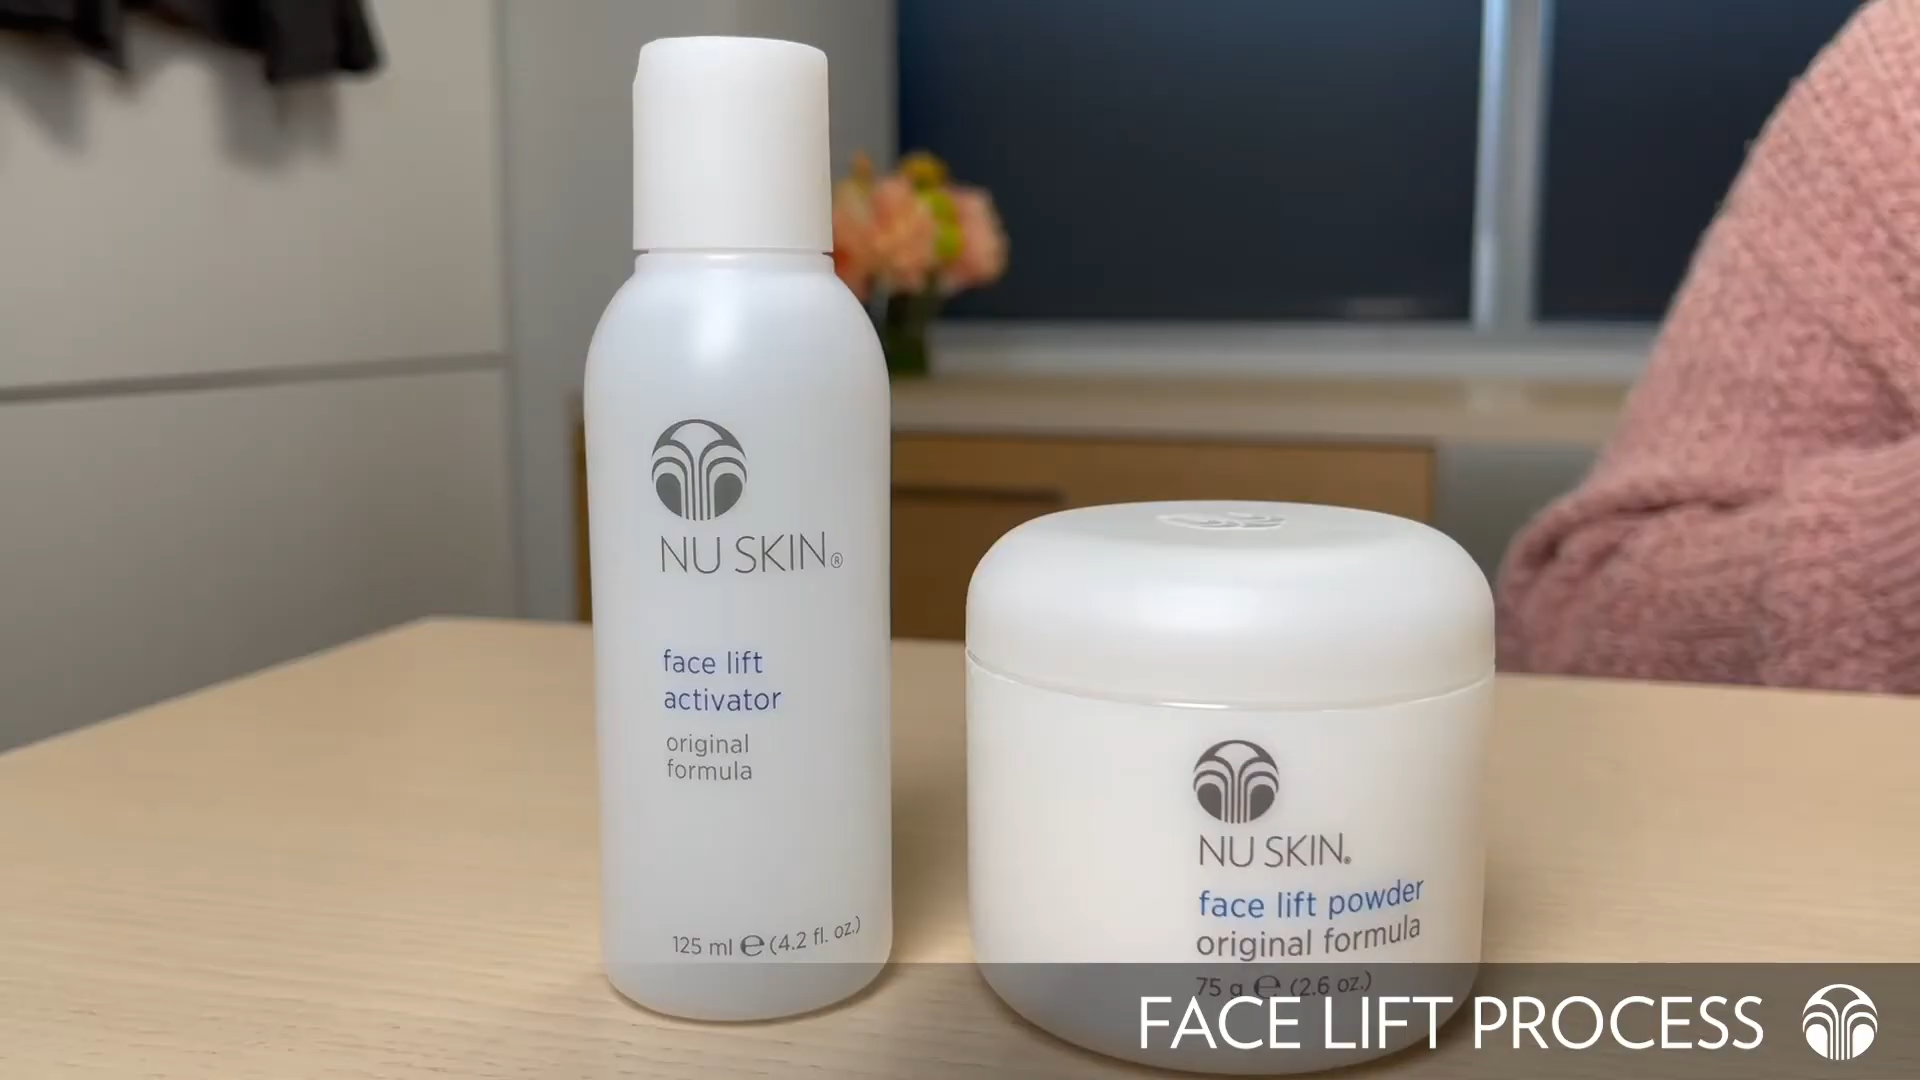 NU SKIN®
face lift
activator
original
formula
125 ml ℮ (4.2 fl. oz.)
NU SKIN®
face lift powder
original formula
75 g ℮ (2.6 oz.)
FACE LIFT PROCESS